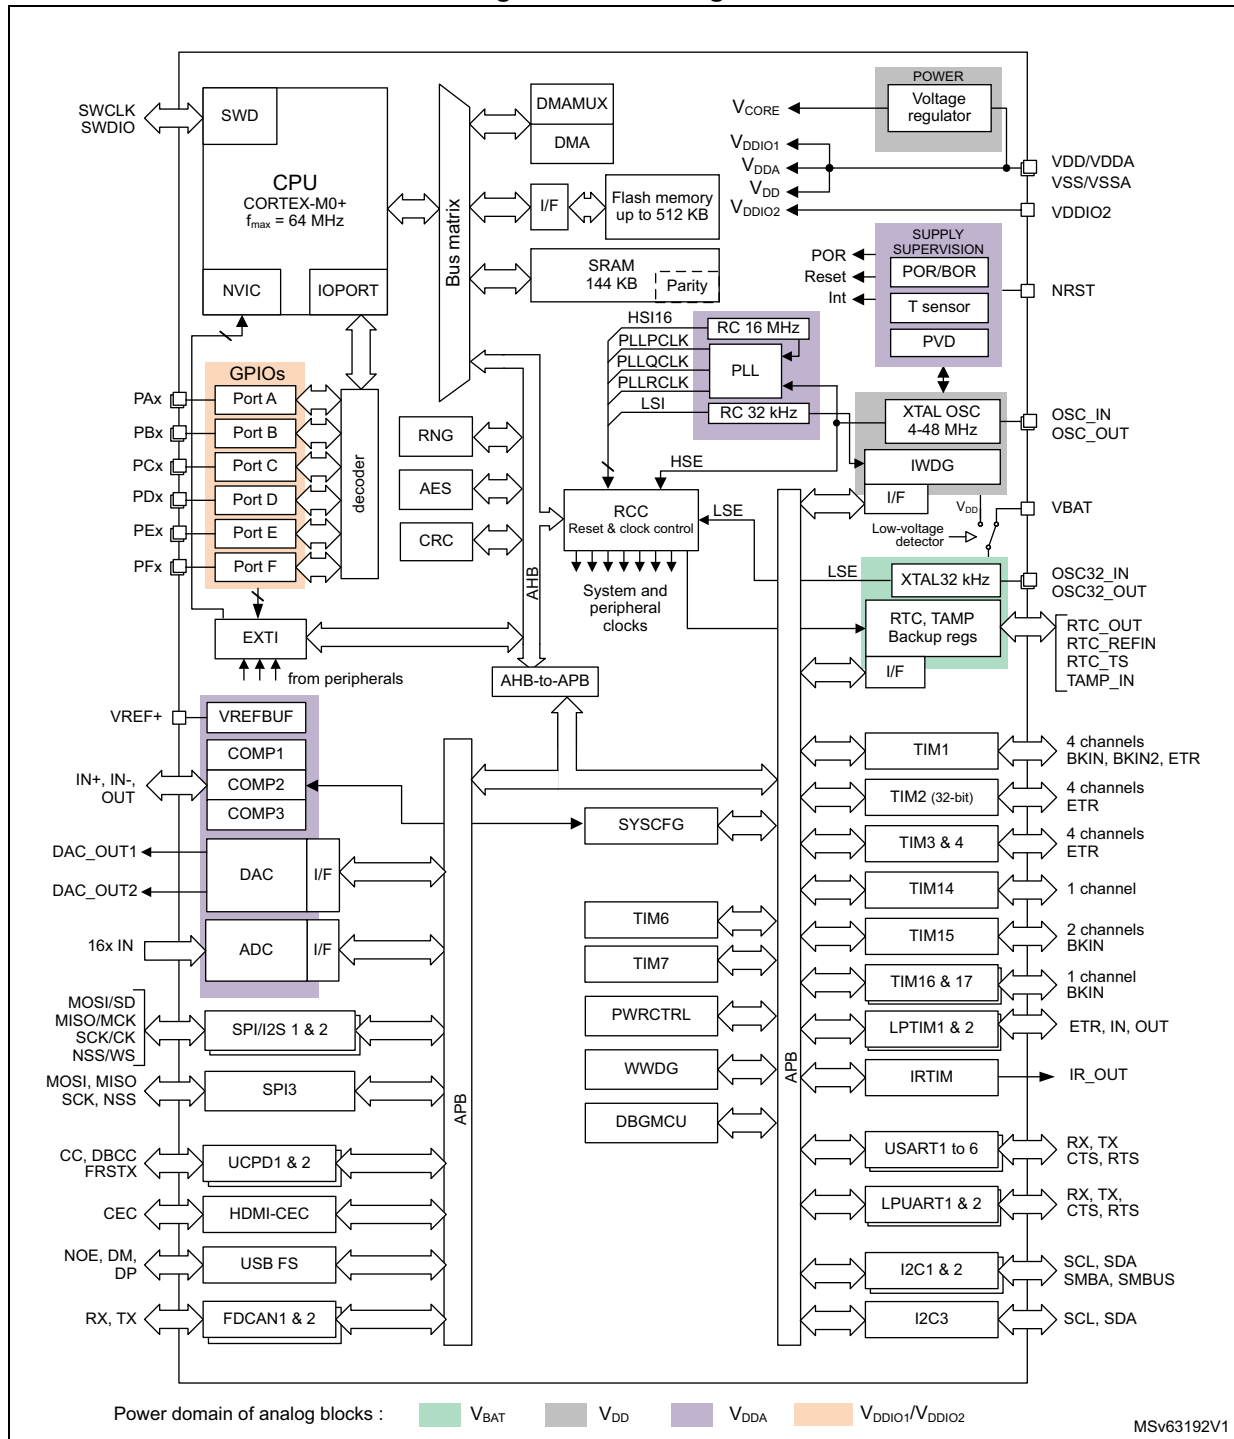 SWCLK
SWDIO
SWD
CPU
CORTEX-M0+
fmax = 64 MHz
NVIC
IOPORT
Bus matrix
DMAMUX
DMA
I/F
Flash memory
up to 512 KB
SRAM
144 KB
Parity
POWER
Voltage
regulator
VCORE
VDDIO1
VDDA
VDD
VDDIO2
VDD/VDDA
VSS/VSSA
VDDIO2
SUPPLY
SUPERVISION
POR
Reset
Int
POR/BOR
T sensor
PVD
NRST
HSI16
PLLPCLK
PLLQCLK
PLLRCLK
LSI
RC 16 MHz
PLL
RC 32 kHz
XTAL OSC
4-48 MHz
IWDG
I/F
OSC_IN
OSC_OUT
HSE
VDD
VBAT
Low-voltage
detector
GPIOs
PAx
Port A
PBx
Port B
PCx
Port C
PDx
Port D
PEx
Port E
PFx
Port F
decoder
RNG
AES
CRC
AHB
RCC
Reset & clock control
LSE
System and
peripheral
clocks
LSE
XTAL32 kHz
OSC32_IN
OSC32_OUT
RTC, TAMP
Backup regs
I/F
RTC_OUT
RTC_REFIN
RTC_TS
TAMP_IN
EXTI
from peripherals
AHB-to-APB
VREF+
VREFBUF
COMP1
COMP2
COMP3
IN+, IN-,
OUT
DAC_OUT1
DAC_OUT2
DAC
I/F
16x IN
ADC
I/F
MOSI/SD
MISO/MCK
SCK/CK
NSS/WS
SPI/I2S 1 & 2
MOSI, MISO
SCK, NSS
SPI3
CC, DBCC
FRSTX
UCPD1 & 2
CEC
HDMI-CEC
NOE, DM,
DP
USB FS
RX, TX
FDCAN1 & 2
APB
SYSCFG
TIM6
TIM7
PWRCTRL
WWDG
DBGMCU
APB
TIM1
4 channels
BKIN, BKIN2, ETR
TIM2 (32-bit)
4 channels
ETR
TIM3 & 4
4 channels
ETR
TIM14
1 channel
TIM15
2 channels
BKIN
TIM16 & 17
1 channel
BKIN
LPTIM1 & 2
ETR, IN, OUT
IRTIM
IR_OUT
USART1 to 6
RX, TX
CTS, RTS
LPUART1 & 2
RX, TX,
CTS, RTS
I2C1 & 2
SCL, SDA
SMBA, SMBUS
I2C3
SCL, SDA
Power domain of analog blocks :
VBAT
VDD
VDDA
VDDIO1/VDDIO2
MSv63192V1